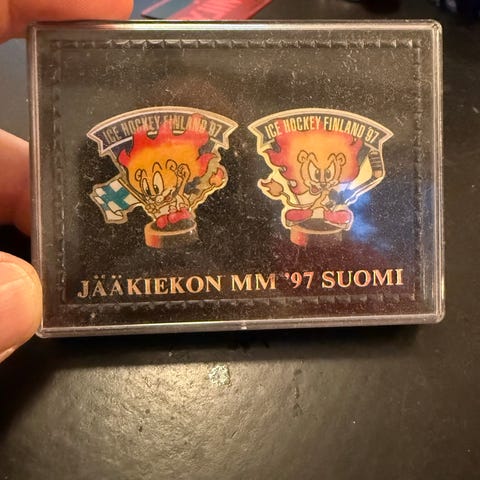 ICE HOCKEY FINLAND 97
ICE HOCKEY FINLAND 97
JÄÄKIEKON MM '97 SUOMI